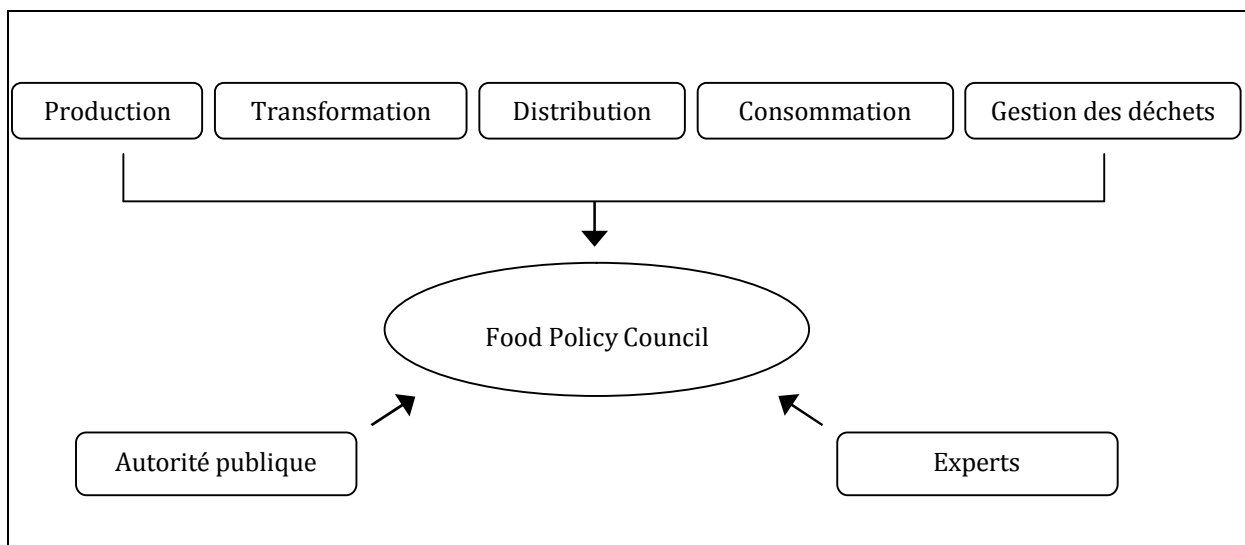 Production
Transformation
Distribution
Consommation
Gestion des déchets
Food Policy Council
Autorité publique
Experts